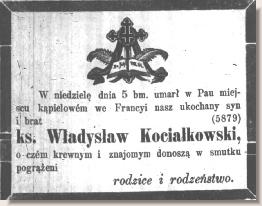 W niedzielę dnia 5 bm. umarł w Pau miej-
scu kąpielowém we Francyi nasz ukochany syn
i brat (5879)
ks. Władysław Kociałkowski,
o czém krewnym i znajomym donoszą w smutku
pogrążeni
rodzice i rodzeństwo.